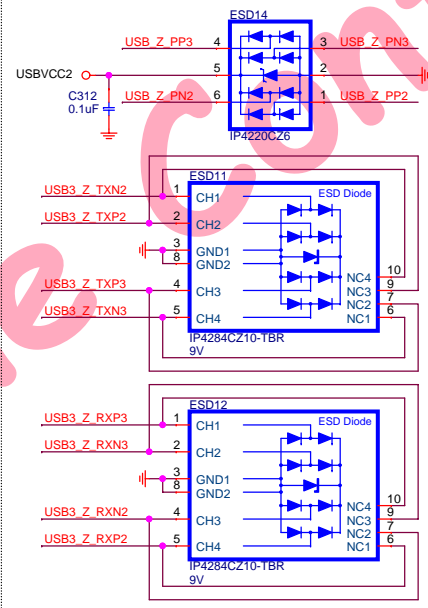 ESD14
USB_Z_PP3 4 3 USB_Z_PN3
USBVCC2 5 2
C312
0.1uF
USB_Z_PN2 6 1 USB_Z_PP2
IP4220CZ6
ESD11
USB3_Z_TXN2 1 CH1 ESD Diode
USB3_Z_TXP2 2 CH2
3 GND1
8 GND2
USB3_Z_TXP3 4 CH3 NC4 10
NC3 9
USB3_Z_TXN3 5 CH4 NC2 7
NC1 6
IP4284CZ10-TBR
9V
ESD12
USB3_Z_RXP3 1 CH1 ESD Diode
USB3_Z_RXN3 2 CH2
3 GND1
8 GND2
USB3_Z_RXN2 4 CH3 NC4 10
NC3 9
USB3_Z_RXP2 5 CH4 NC2 7
NC1 6
IP4284CZ10-TBR
9V